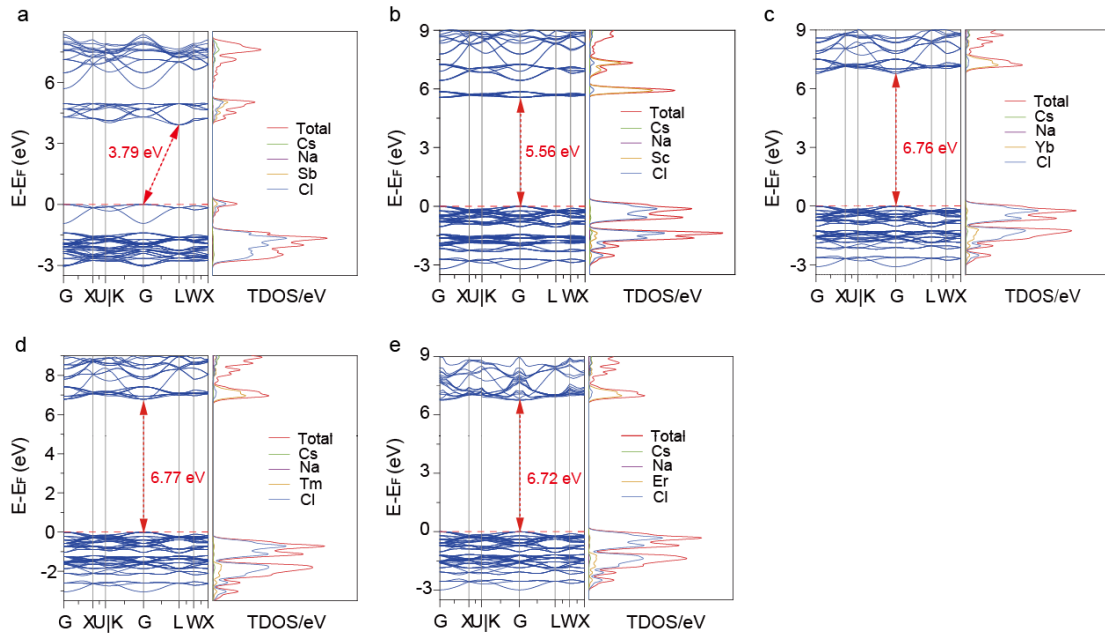 a
E-EF (eV)
6
3
0
-3
3.79 eV
Total
Cs
Na
Sb
Cl
G XU|K G LWX TDOS/eV
b
E-EF (eV)
9
6
3
0
-3
5.56 eV
Total
Cs
Na
Sc
Cl
G XU|K G L WX TDOS/eV
c
E-EF (eV)
9
6
3
0
-3
6.76 eV
Total
Cs
Na
Yb
Cl
G XU|K G L WX TDOS/eV
d
E-EF (eV)
8
6
4
2
0
-2
6.77 eV
Total
Cs
Na
Tm
Cl
G XU|K G L WX TDOS/eV
e
E-EF (eV)
9
6
3
0
-3
6.72 eV
Total
Cs
Na
Er
Cl
G XU|K G LWX TDOS/eV